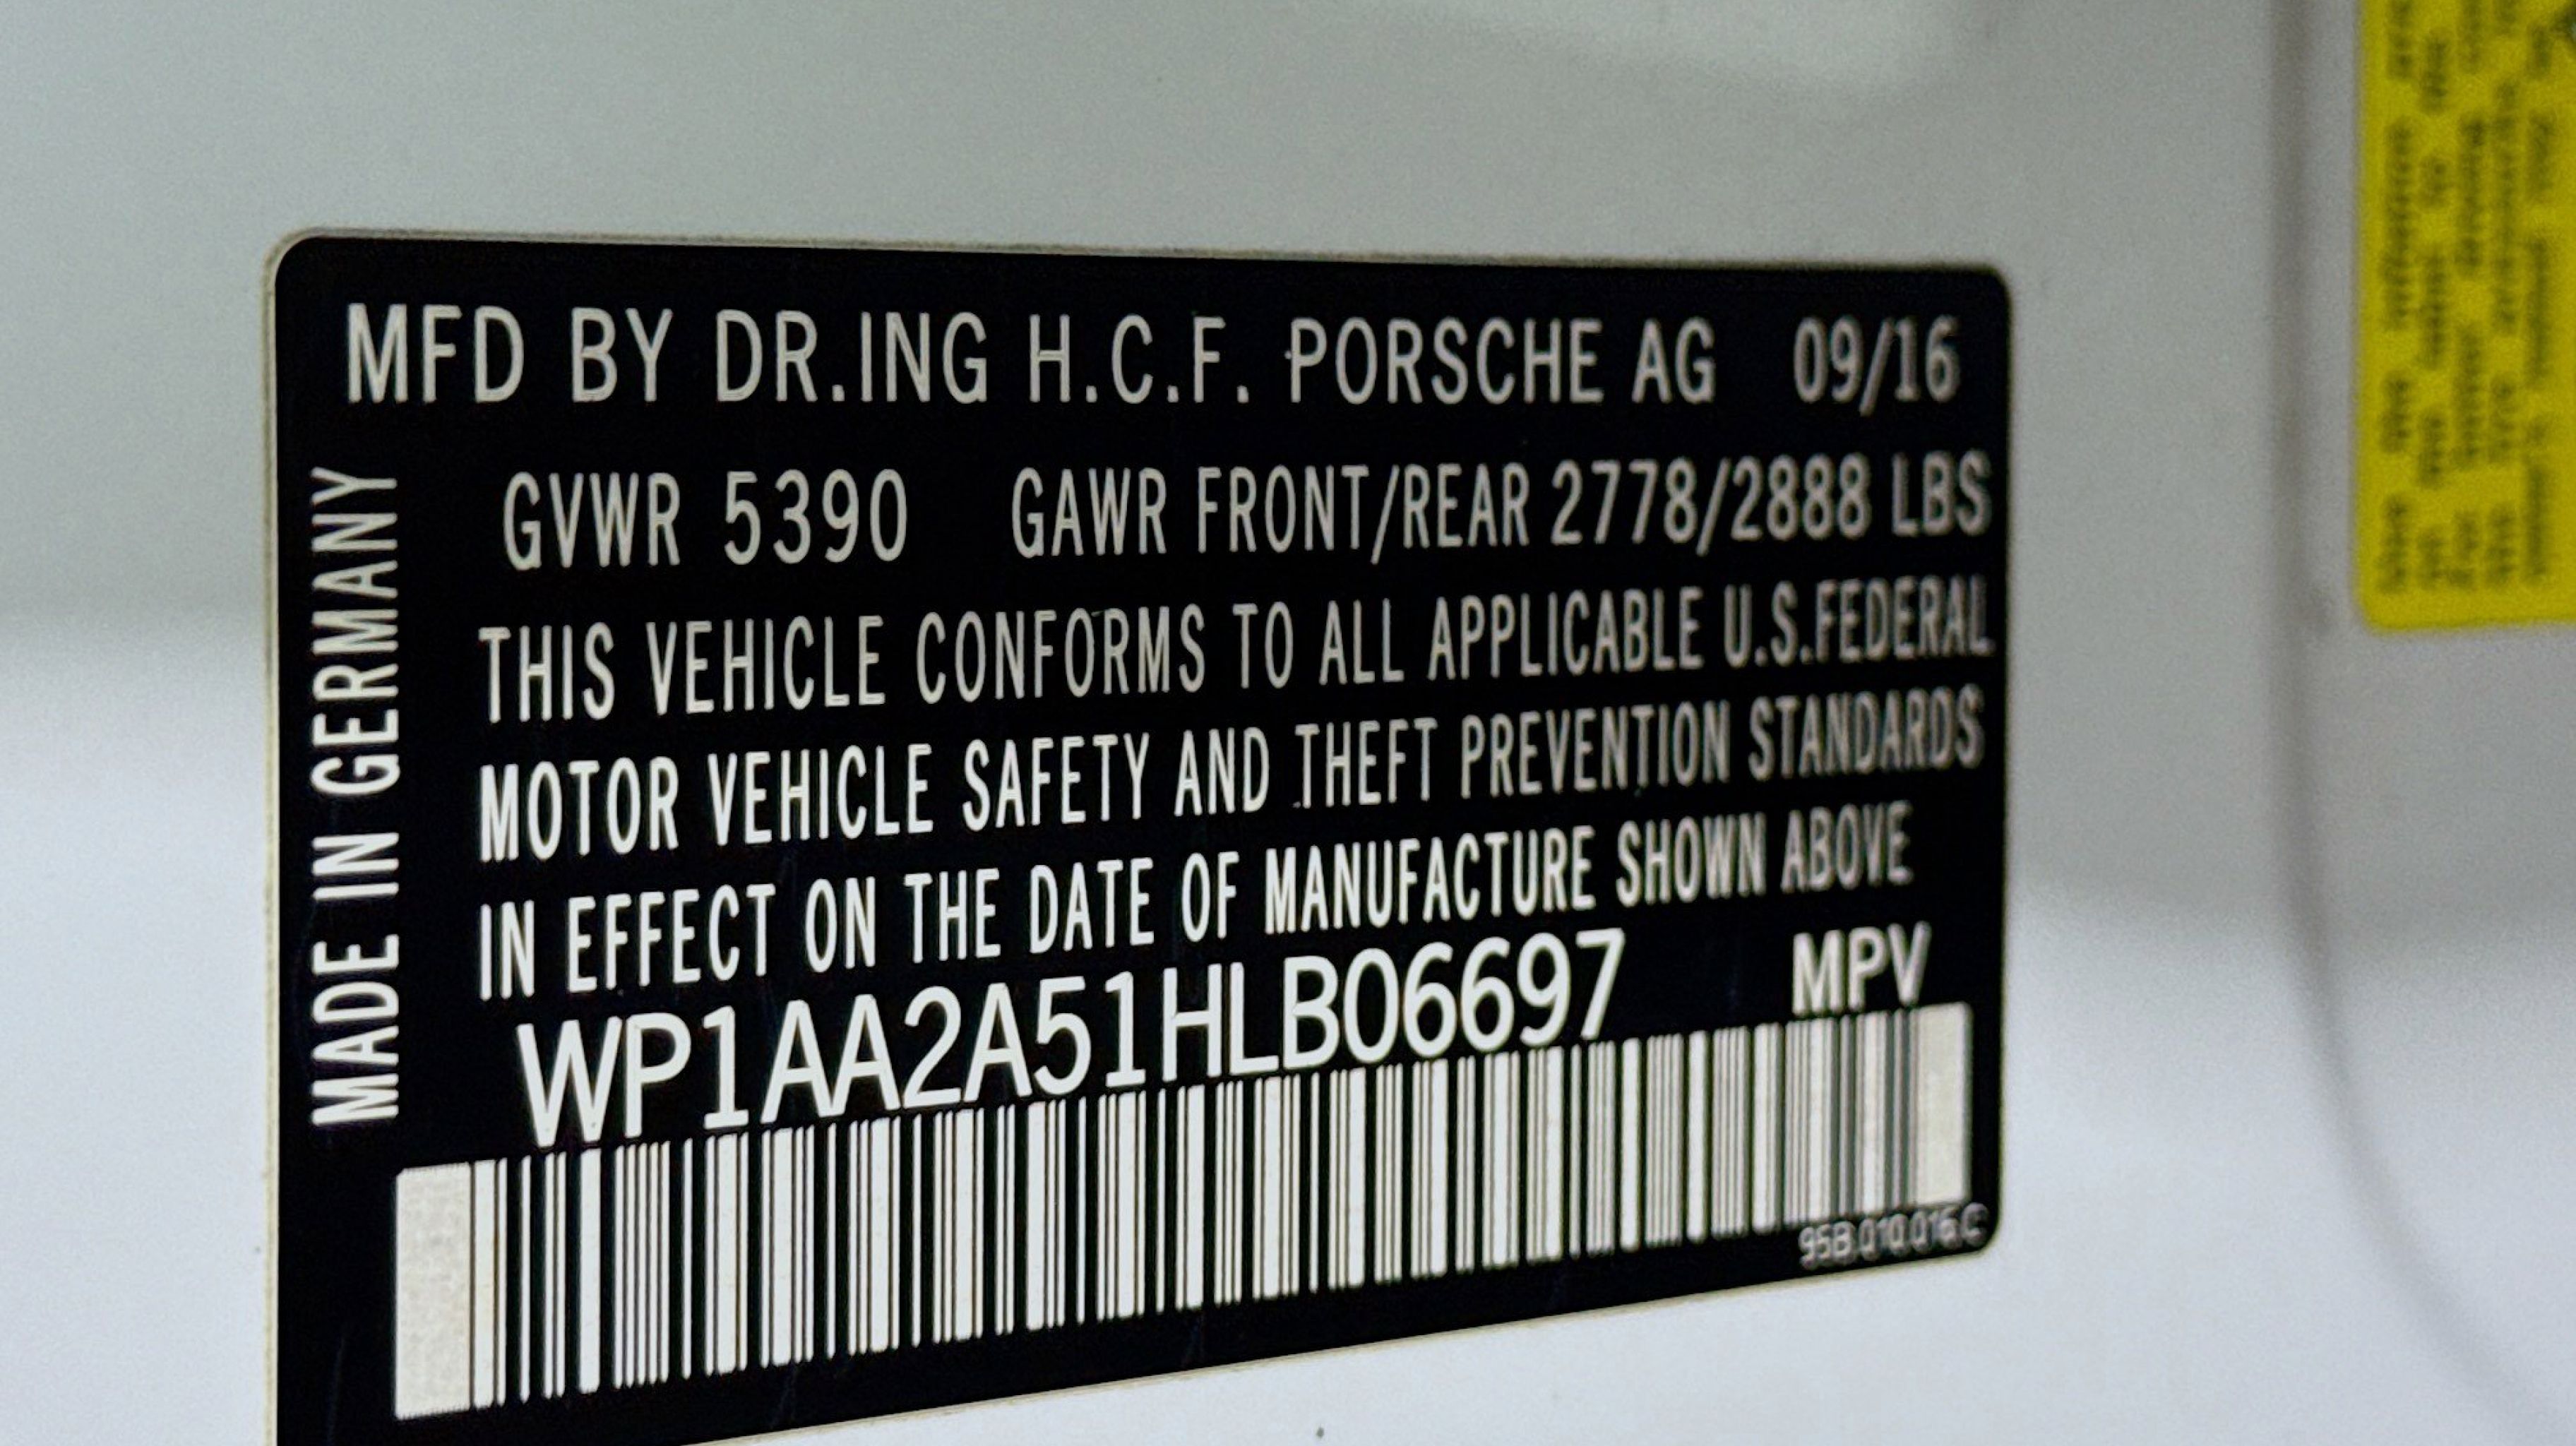 MFD BY DR.ING H.C.F. PORSCHE AG 09/16
GVWR 5390 GAWR FRONT/REAR 2778/2888 LBS
THIS VEHICLE CONFORMS TO ALL APPLICABLE U.S.FEDERAL
MOTOR VEHICLE SAFETY AND THEFT PREVENTION STANDARDS
IN EFFECT ON THE DATE OF MANUFACTURE SHOWN ABOVE
WP1AA2A51HLB06697 MPV
95B.010.016.C
MADE IN GERMANY